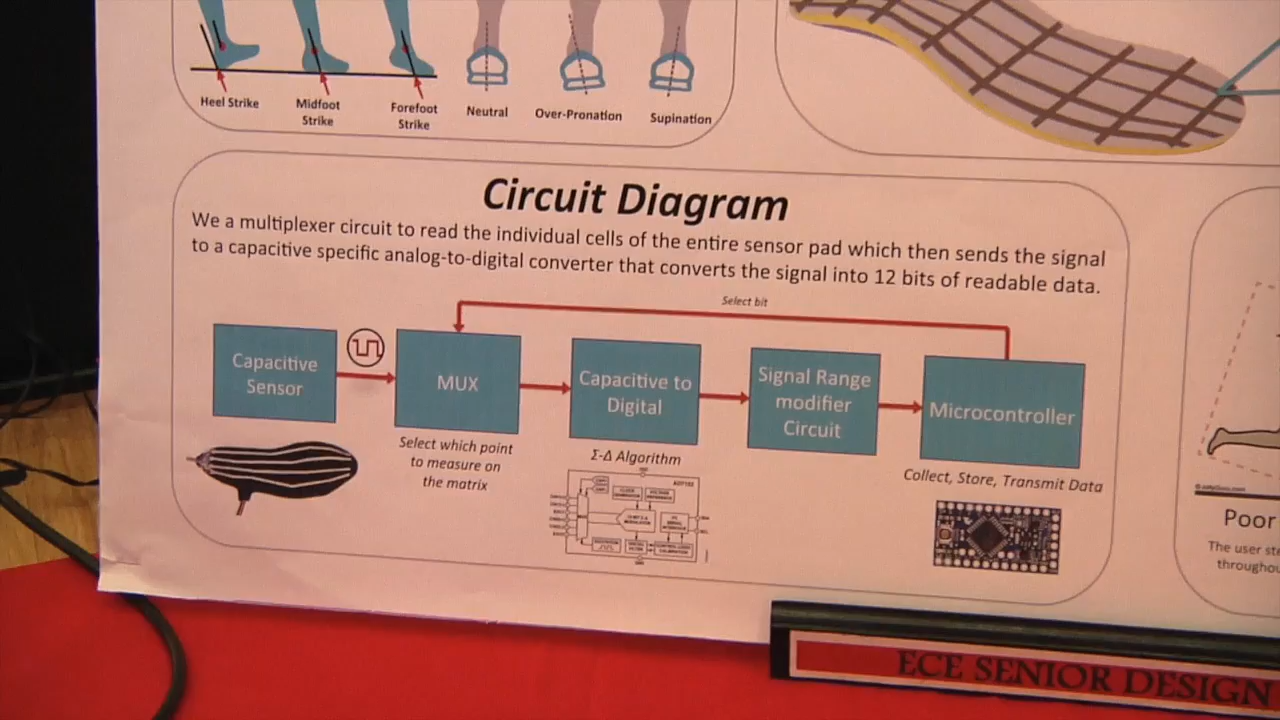 Heel Strike
Midfoot
Strike
Forefoot
Strike
Neutral
Over-Pronation
Supination
Circuit Diagram
We a multiplexer circuit to read the individual cells of the entire sensor pad which then sends the signal
to a capacitive specific analog-to-digital converter that converts the signal into 12 bits of readable data.
Select bit
Capacitive
Sensor
MUX
Capacitive to
Digital
Signal Range
modifier
Circuit
Microcontroller
Select which point
to measure on
the matrix
Σ-Δ Algorithm
Collect, Store, Transmit Data
Poor
The user
throughou
ECE SENIOR DESIGN